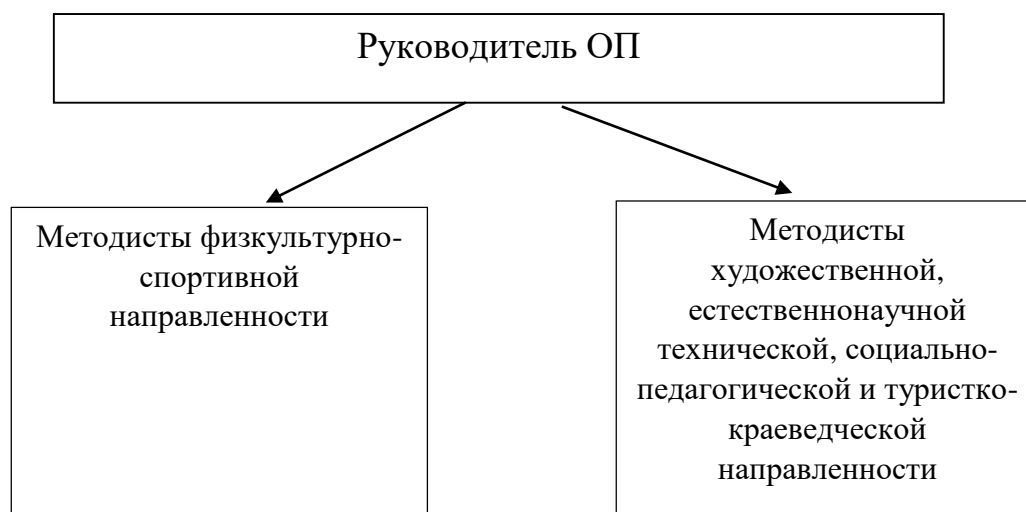 Руководитель ОП
Методисты физкультурно-
спортивной
направленности
Методисты
художественной,
естественнонаучной
технической, социально-
педагогической и туристко-
краеведческой
направленности